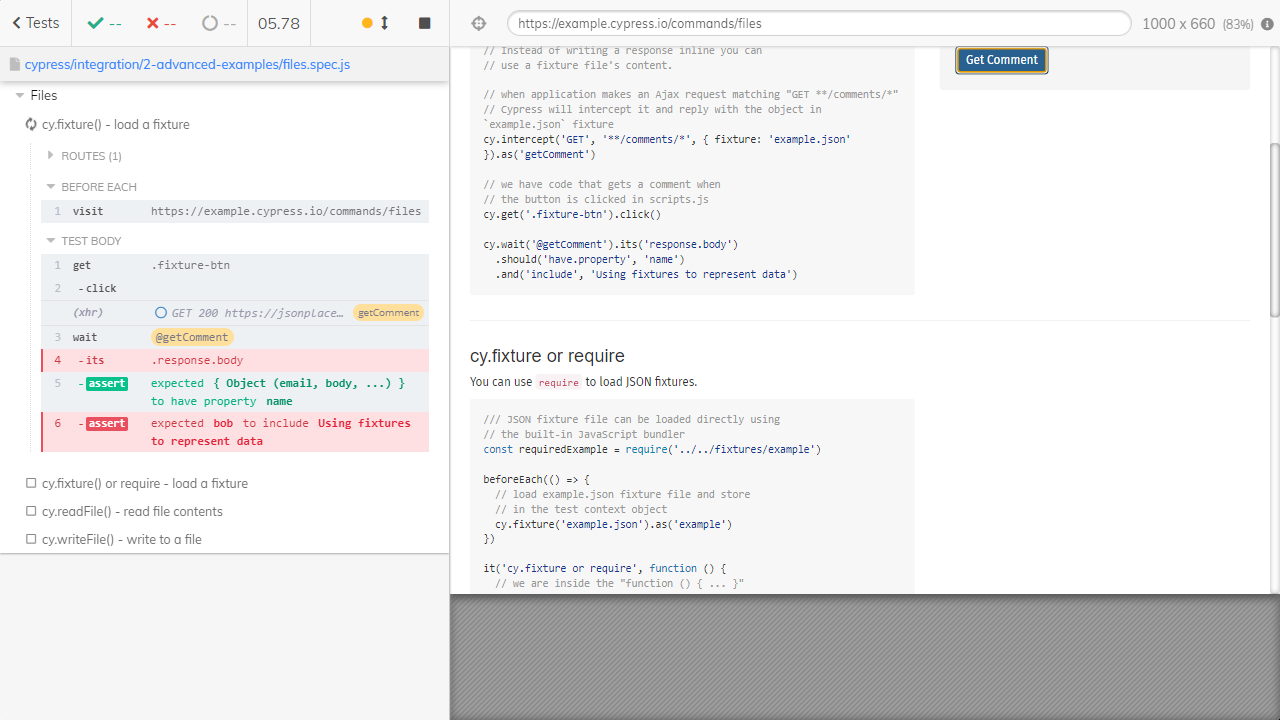 Tests
--
--
--
05.78
https://example.cypress.io/commands/files
1000 x 660 (83%)
cypress/integration/2-advanced-examples/files.spec.js
Files
cy.fixture() - load a fixture
ROUTES (1)
BEFORE EACH
1 visit https://example.cypress.io/commands/files
TEST BODY
1 get .fixture-btn
2 -click
(xhr) GET 200 https://jsonplace… getComment
3 wait @getComment
4 -its .response.body
5 -assert expected { Object (email, body, ...) }
to have property name
6 -assert expected bob to include Using fixtures
to represent data
cy.fixture() or require - load a fixture
cy.readFile() - read file contents
cy.writeFile() - write to a file
// Instead of writing a response inline you can
// use a fixture file's content.
// when application makes an Ajax request matching "GET **/comments/*"
// Cypress will intercept it and reply with the object in
`example.json` fixture
cy.intercept('GET', '**/comments/*', { fixture: 'example.json'
}).as('getComment')
// we have code that gets a comment when
// the button is clicked in scripts.js
cy.get('.fixture-btn').click()
cy.wait('@getComment').its('response.body')
.should('have.property', 'name')
.and('include', 'Using fixtures to represent data')
Get Comment
cy.fixture or require
You can use require to load JSON fixtures.
/// JSON fixture file can be loaded directly using
// the built-in JavaScript bundler
const requiredExample = require('../../fixtures/example')
beforeEach(() => {
// load example.json fixture file and store
// in the test context object
cy.fixture('example.json').as('example')
})
it('cy.fixture or require', function () {
// we are inside the "function () { ... }"